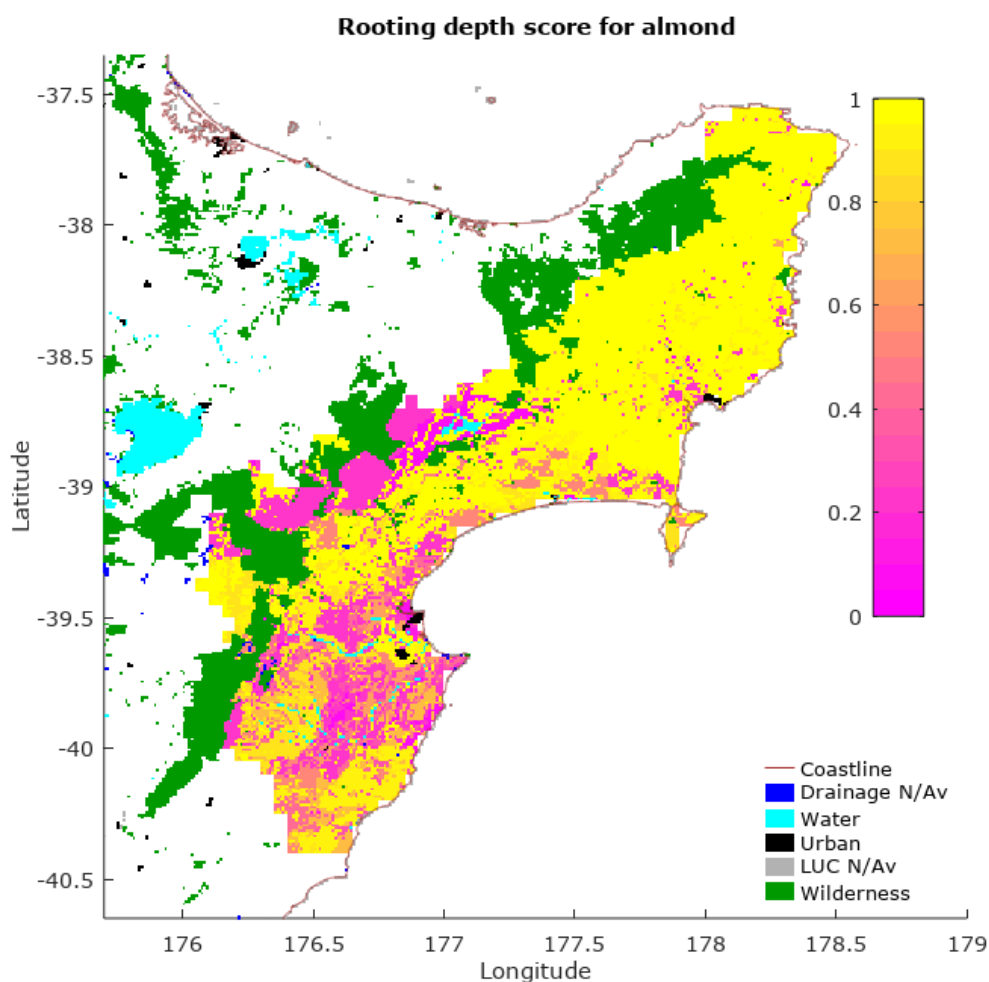 Rooting depth score for almond
-37.5
-38
-38.5
-39
-39.5
-40
-40.5
Latitude
176
176.5
177
177.5
178
178.5
179
Longitude
1
0.8
0.6
0.4
0.2
0
Coastline
Drainage N/Av
Water
Urban
LUC N/Av
Wilderness